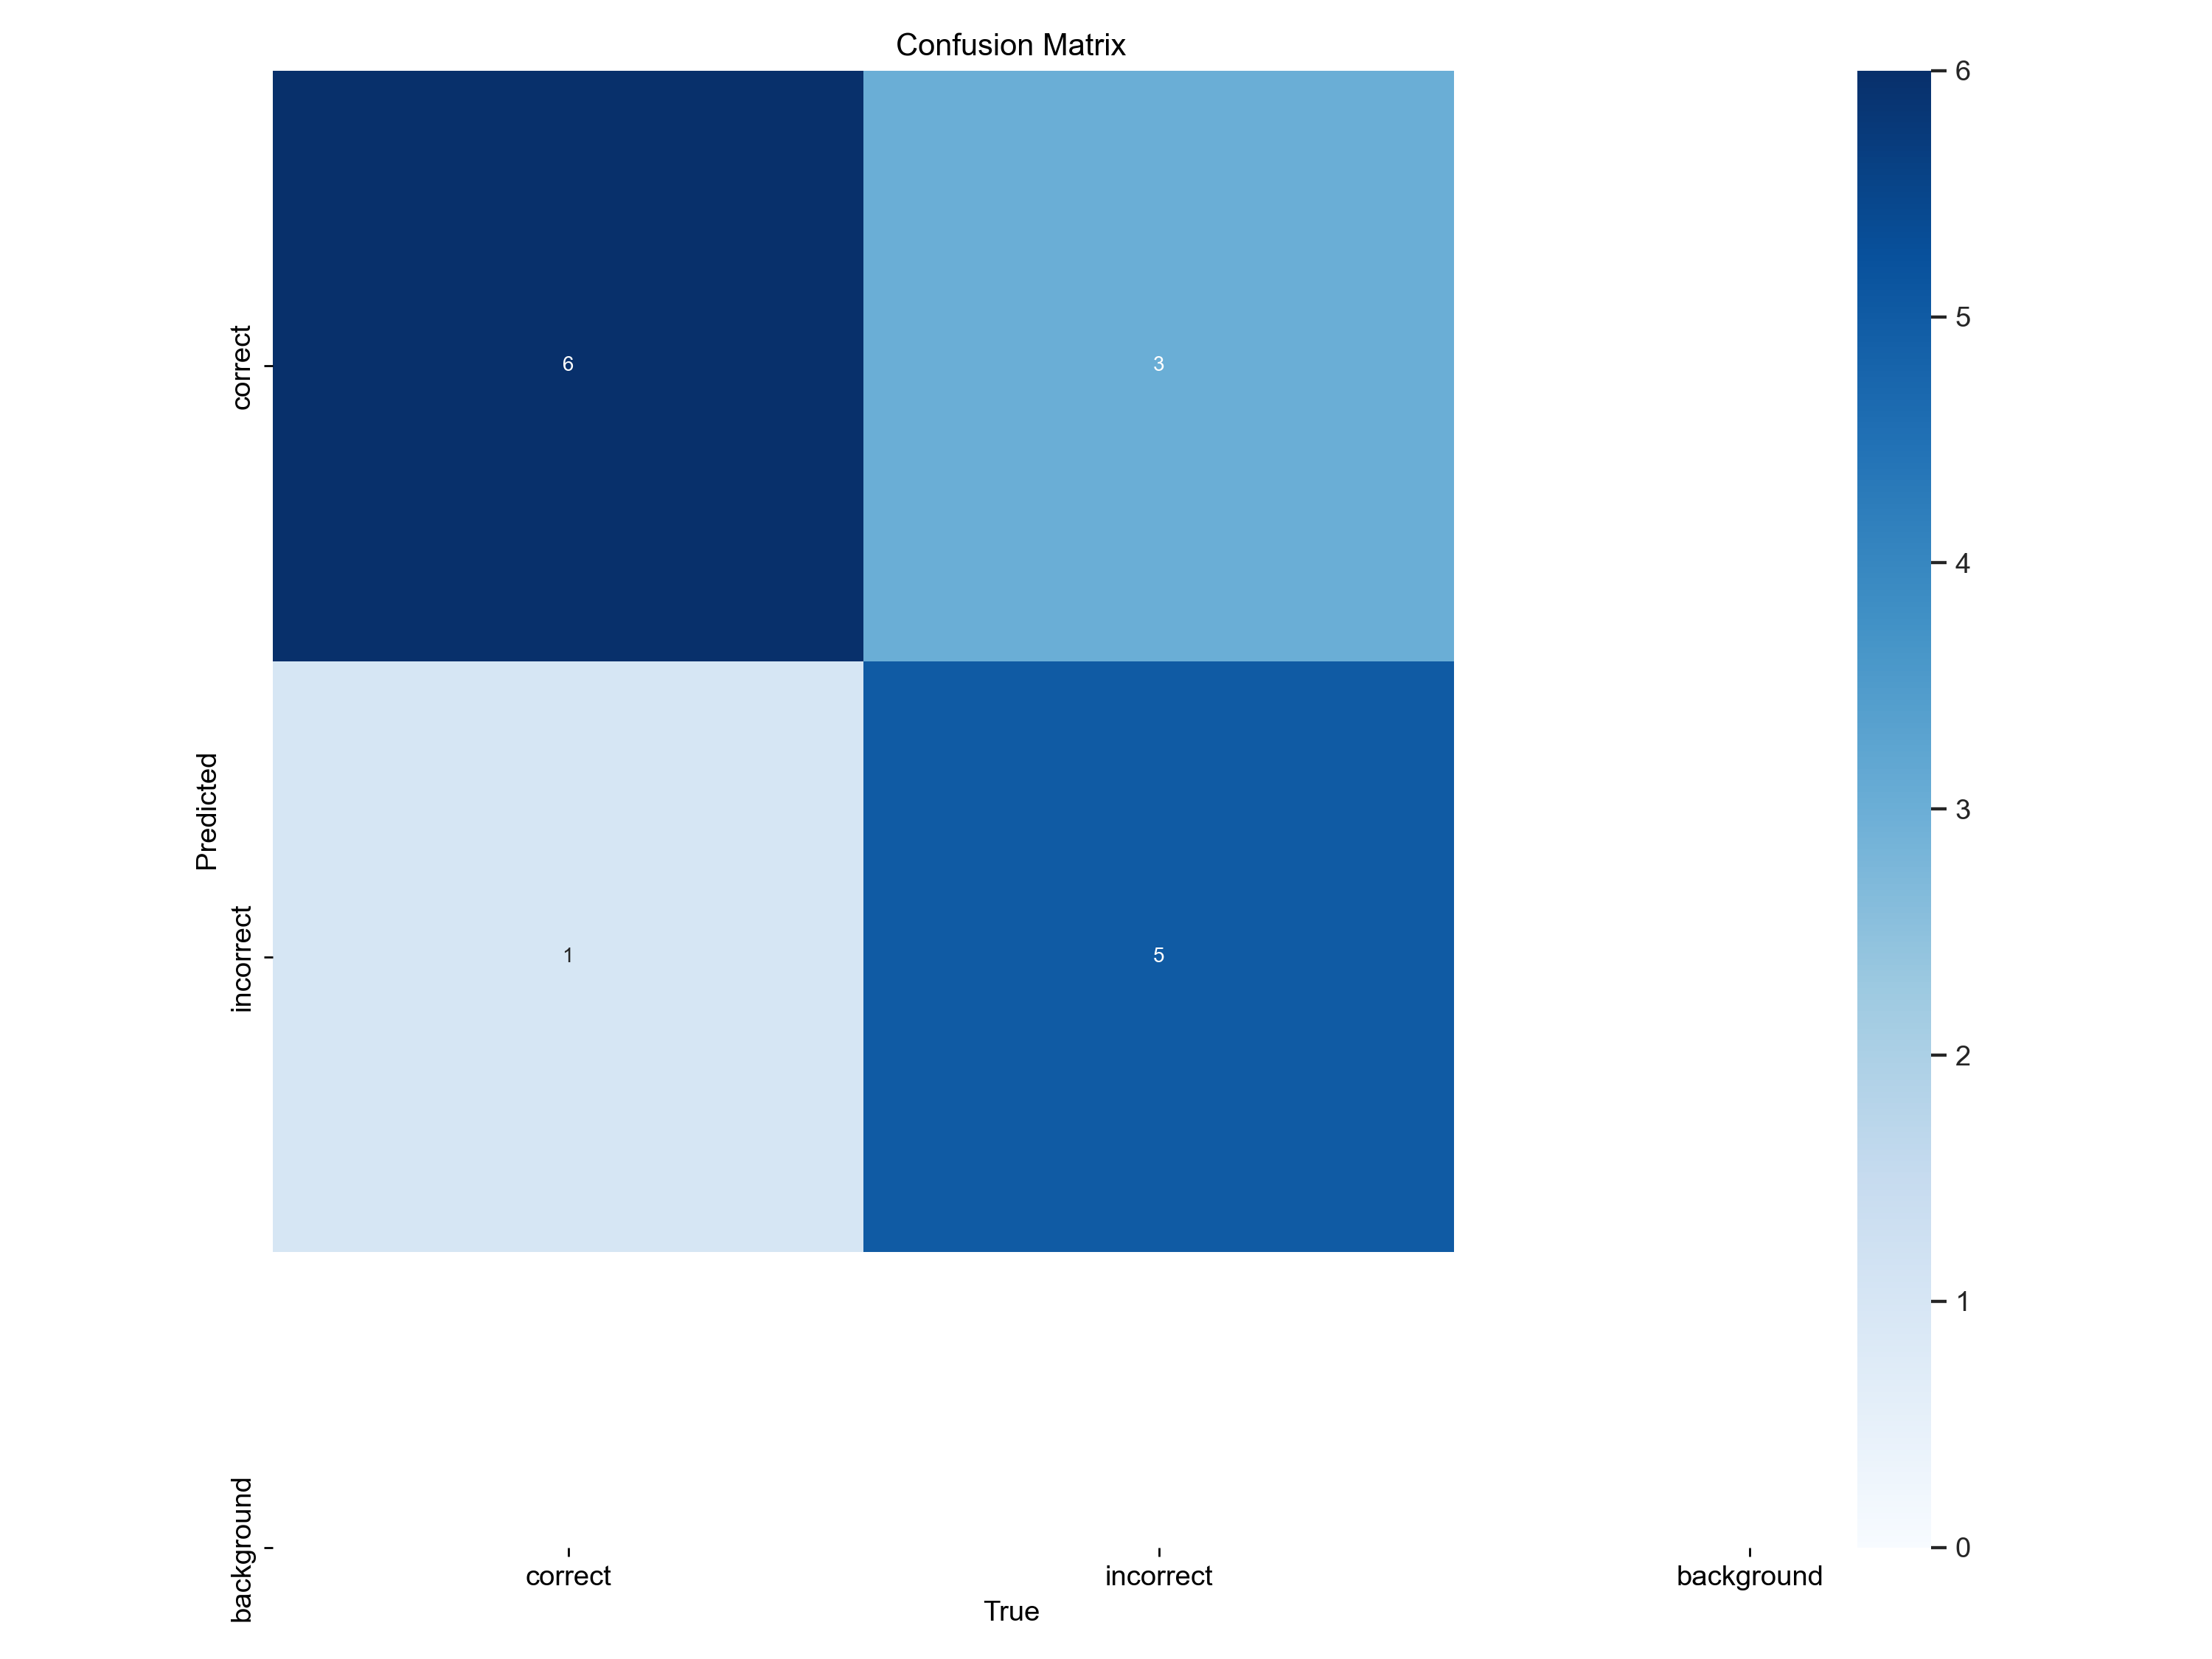 Confusion Matrix
correct
incorrect
background
Predicted
6
3
1
5
correct
incorrect
background
True
6
5
4
3
2
1
0